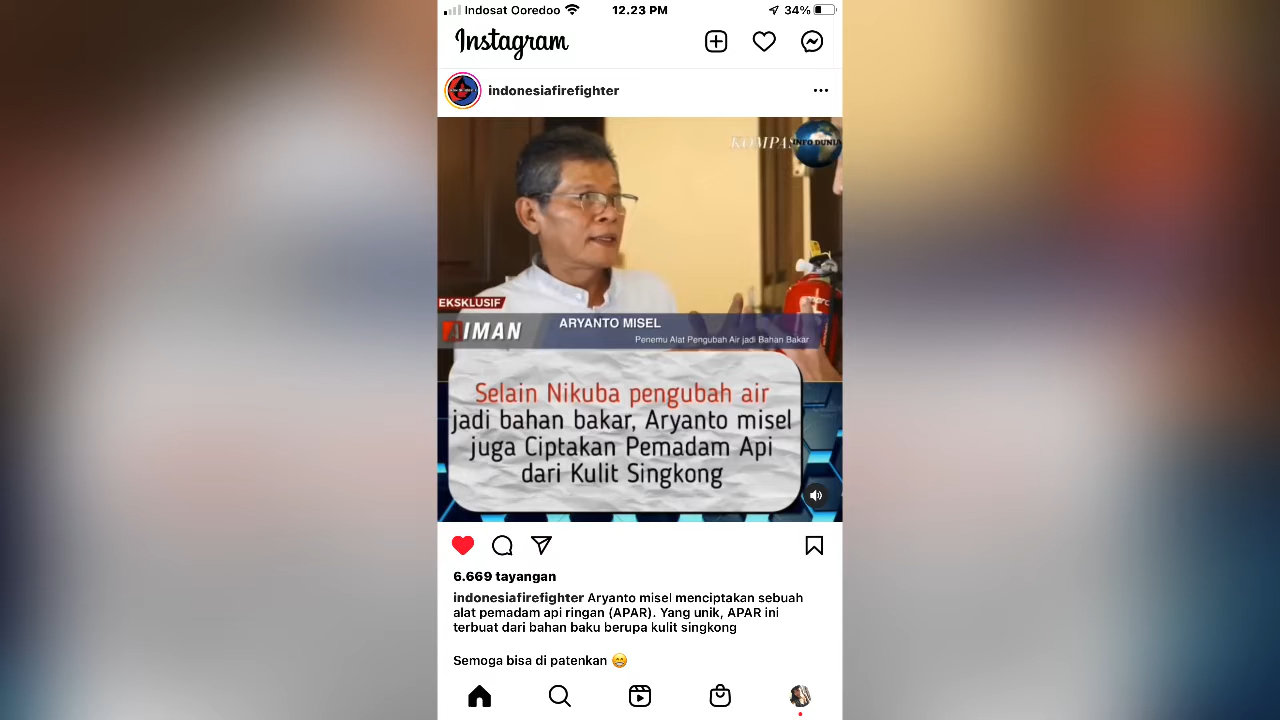 Indosat Ooredoo 12.23 PM 34%
Instagram
indonesiafirefighter
KOMPAS INFO DUNIA
EKSKLUSIF
AIMAN ARYANTO MISEL
Penemu Alat Pengubah Air jadi Bahan Bakar
Selain Nikuba pengubah air
jadi bahan bakar, Aryanto misel
juga Ciptakan Pemadam Api
dari Kulit Singkong
6.669 tayangan
indonesiafirefighter Aryanto misel menciptakan sebuah
alat pemadam api ringan (APAR). Yang unik, APAR ini
terbuat dari bahan baku berupa kulit singkong
Semoga bisa di patenkan 😁